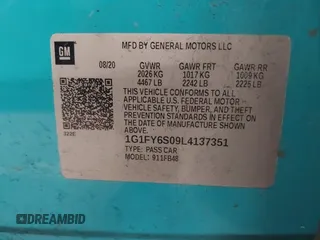 MFD BY GENERAL MOTORS LLC
GM
08/20 GVWR GAWR FRT GAWR RR
2026 KG 1017 KG 1009 KG
4467 LB 2242 LB 2225 LB
THIS VEHICLE CONFORMS TO ALL
APPLICABLE U.S. FEDERAL MOTOR
VEHICLE SAFETY, BUMPER, AND THEFT
PREVENTION STANDARDS IN EFFECT ON THE
DATE OF MANUFACTURE SHOWN ABOVE.
1G1FY6S09L4137351
TYPE: PASS CAR
MODEL: 911FB48
DREAMBID